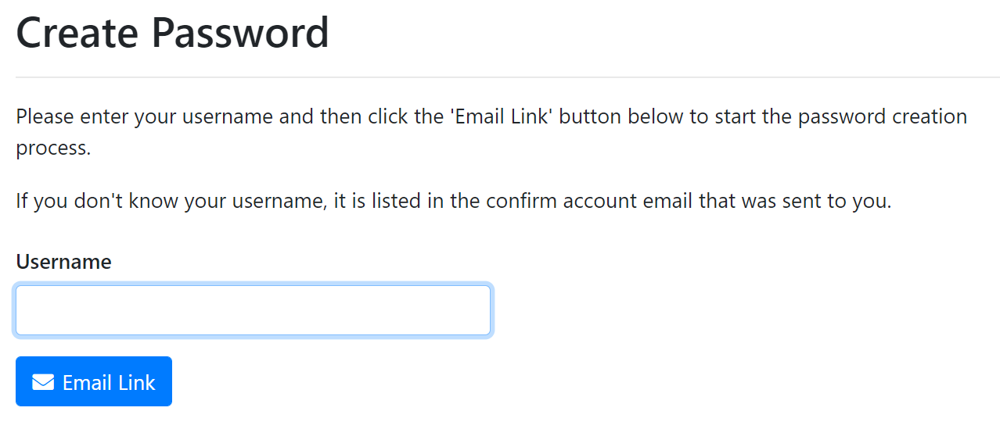 Create Password
Please enter your username and then click the 'Email Link' button below to start the password creation
process.
If you don't know your username, it is listed in the confirm account email that was sent to you.
Username
Email Link